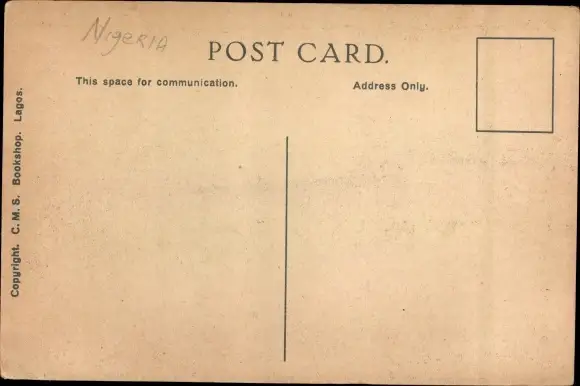 Nigeria
POST CARD.
This space for communication.
Address Only.
Copyright. C. M. S. Bookshop. Lagos.